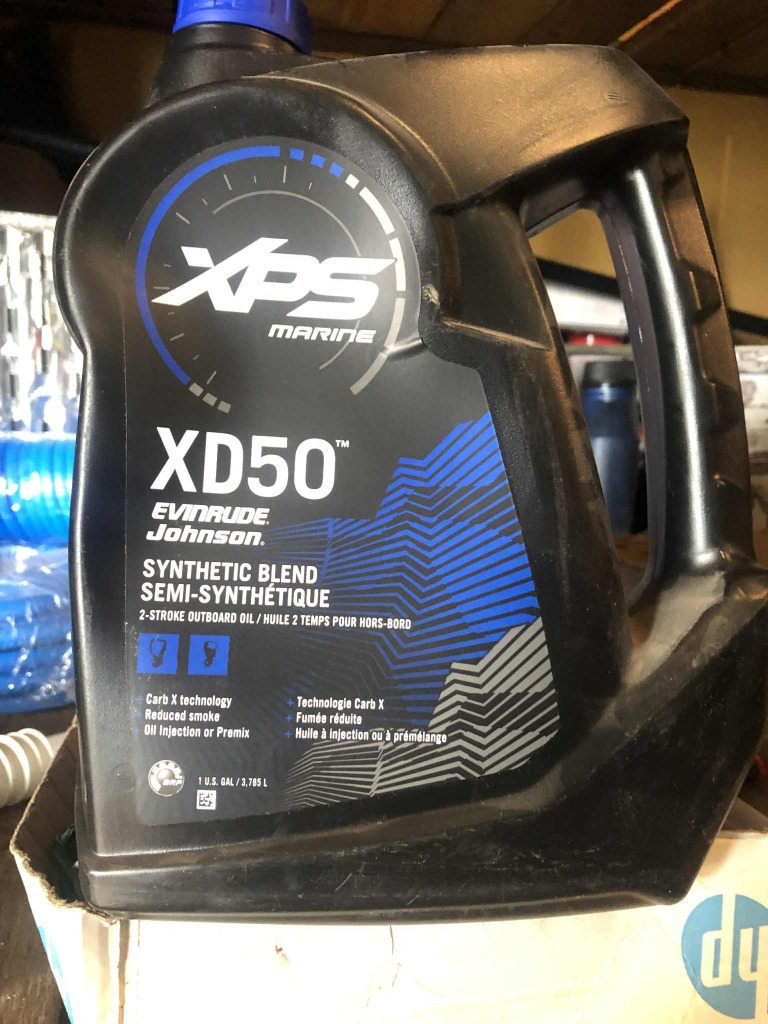 XPS
MARINE
XD50™
EVINRUDE®
Johnson®
SYNTHETIC BLEND
SEMI-SYNTHÉTIQUE
2-STROKE OUTBOARD OIL / HUILE 2 TEMPS POUR HORS-BORD
+ Carb X technology
+ Reduced smoke
+ Oil Injection or Premix
+ Technologie Carb X
+ Fumée réduite
+ Huile à injection ou à prémélange
BRP
1 U.S. GAL / 3,785 L
dy